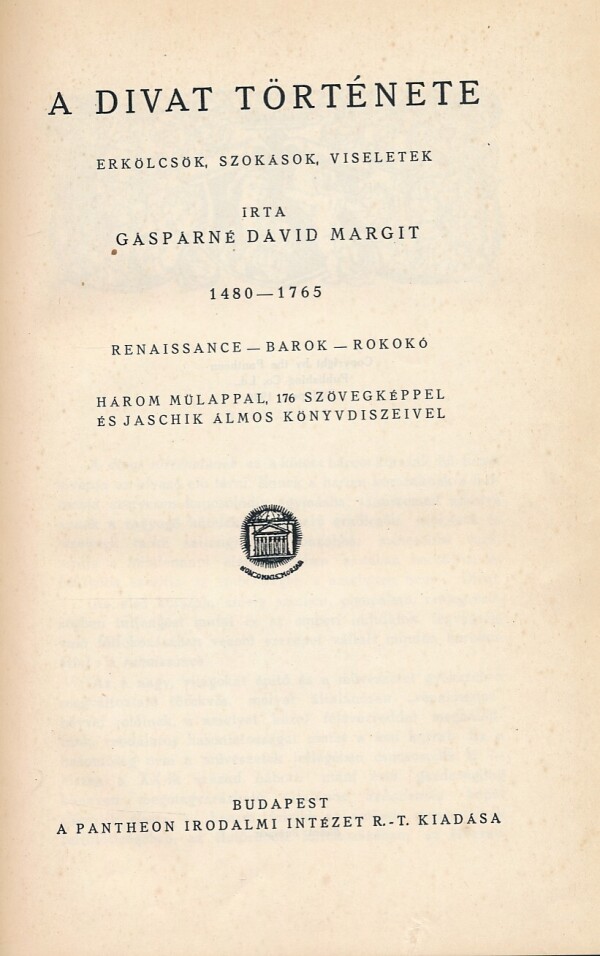 A DIVAT TÖRTÉNETE
ERKÖLCSÖK, SZOKÁSOK, VISELETEK
IRTA
GÁSPÁRNÉ DÁVID MARGIT
1480—1765
RENAISSANCE — BAROK — ROKOKÓ
HÁROM MŰLAPPAL, 176 SZÖVEGKÉPPEL
ÉS JASCHIK ÁLMOS KÖNYVDISZEIVEL
BUDAPEST
A PANTHEON IRODALMI INTÉZET R.-T. KIADÁSA